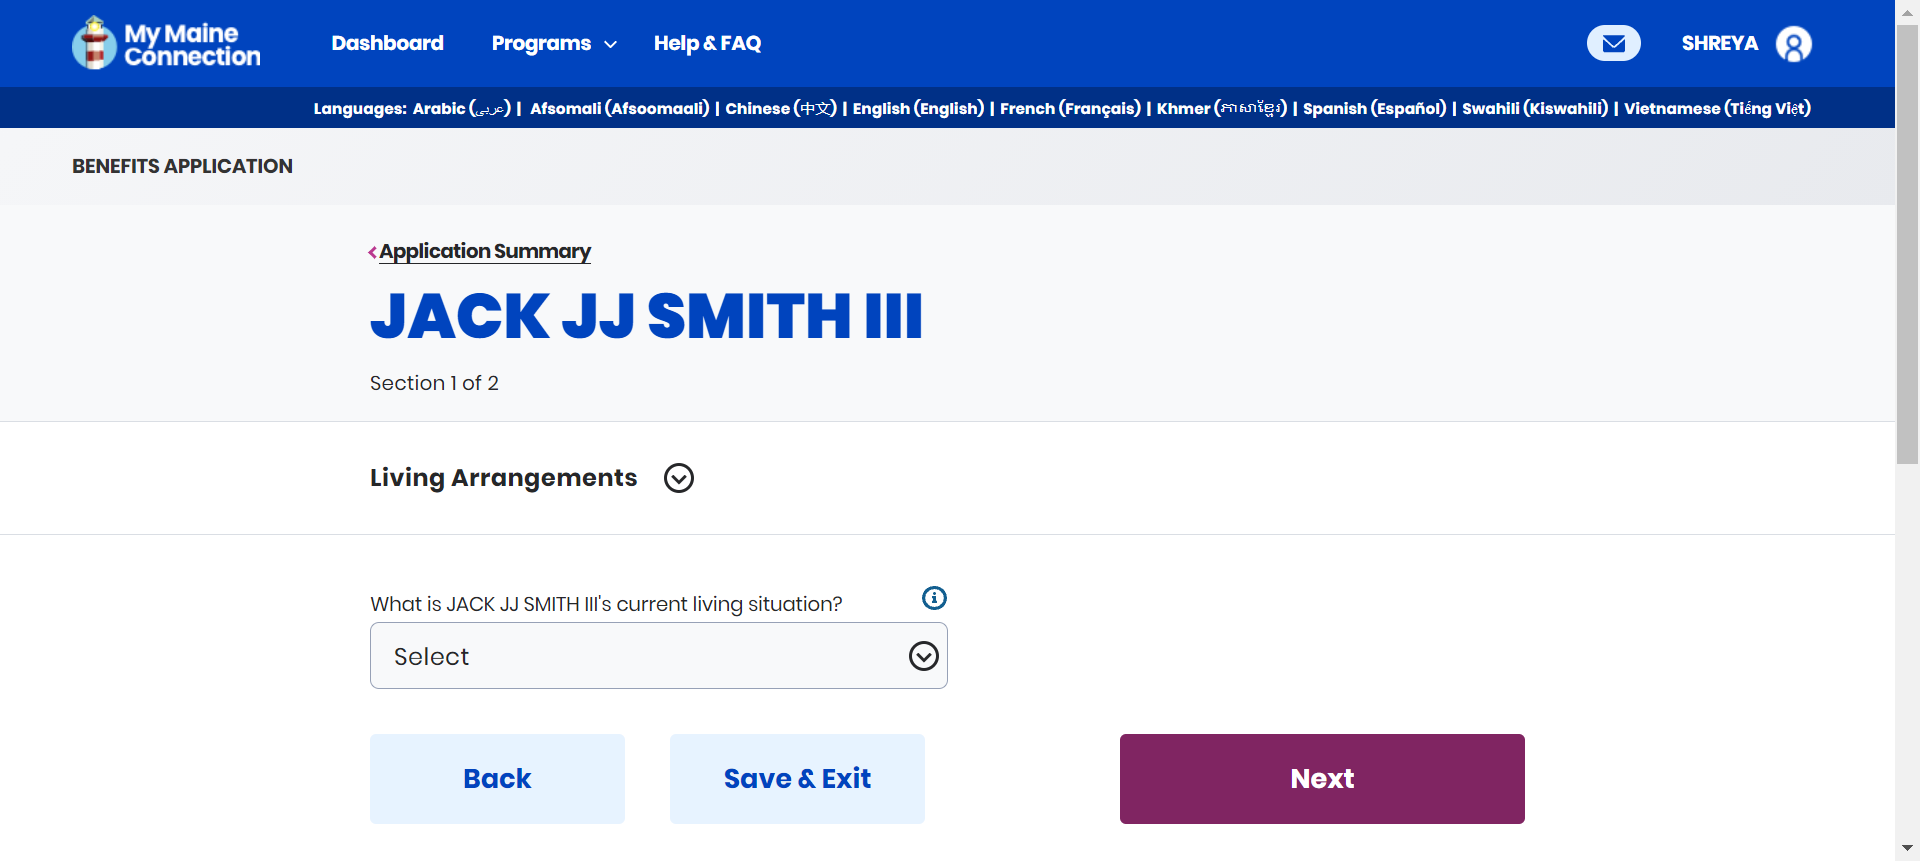 My Maine
Connection
Dashboard Programs Help & FAQ
SHREYA
Languages: Arabic (عربى) | Afsomali (Afsoomaali) | Chinese (中文) | English (English) | French (Français) | Khmer (ភាសាខ្មែរ) | Spanish (Español) | Swahili (Kiswahili) | Vietnamese (Tiếng Việt)
BENEFITS APPLICATION
Application Summary
JACK JJ SMITH III
Section 1 of 2
Living Arrangements
What is JACK JJ SMITH III's current living situation?
Select
Back Save & Exit Next